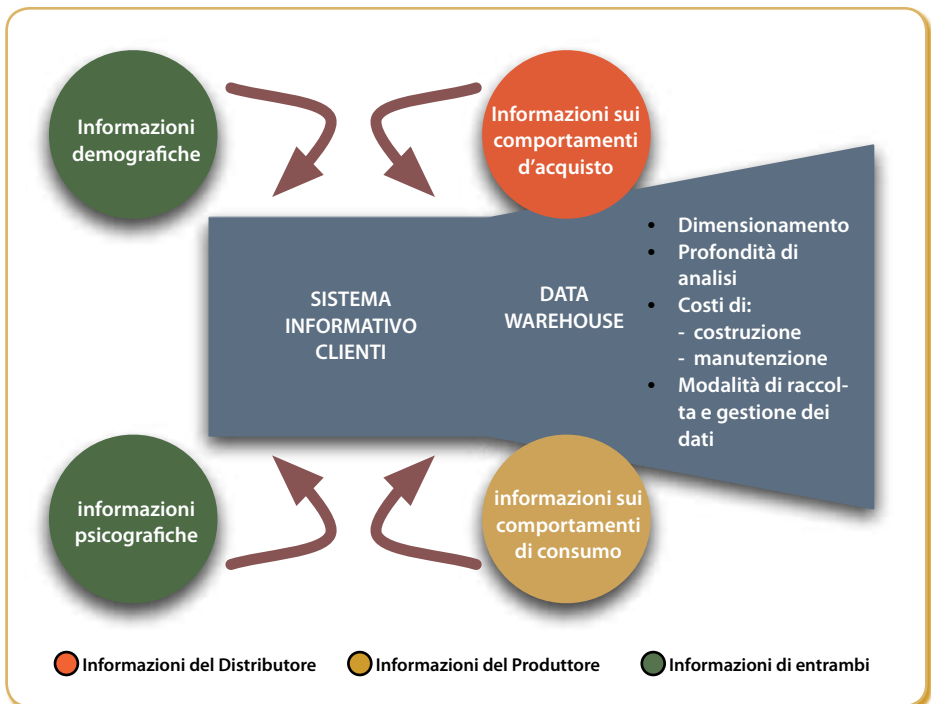 Informazioni
demografiche
Informazioni sui
comportamenti
d'acquisto
SISTEMA
INFORMATIVO
CLIENTI
DATA
WAREHOUSE
• Dimensionamento
• Profondità di
analisi
• Costi di:
- costruzione
- manutenzione
• Modalità di raccol-
ta e gestione dei
dati
informazioni
psicografiche
informazioni sui
comportamenti
di consumo
Informazioni del Distributore
Informazioni del Produttore
Informazioni di entrambi